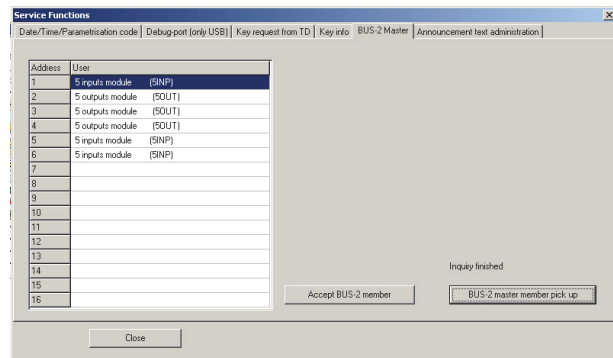 Service Functions
Date/Time/Parametrisation code Debug-port (only USB) Key request from TD Key info BUS-2 Master Announcement text administration
Address User
1 5 inputs module (5INP)
2 5 outputs module (5OUT)
3 5 outputs module (5OUT)
4 5 outputs module (5OUT)
5 5 inputs module (5INP)
6 5 inputs module (5INP)
7
8
9
10
11
12
13
14
15
16
Inquiry finished
Accept BUS-2 member BUS-2 master member pick up
Close